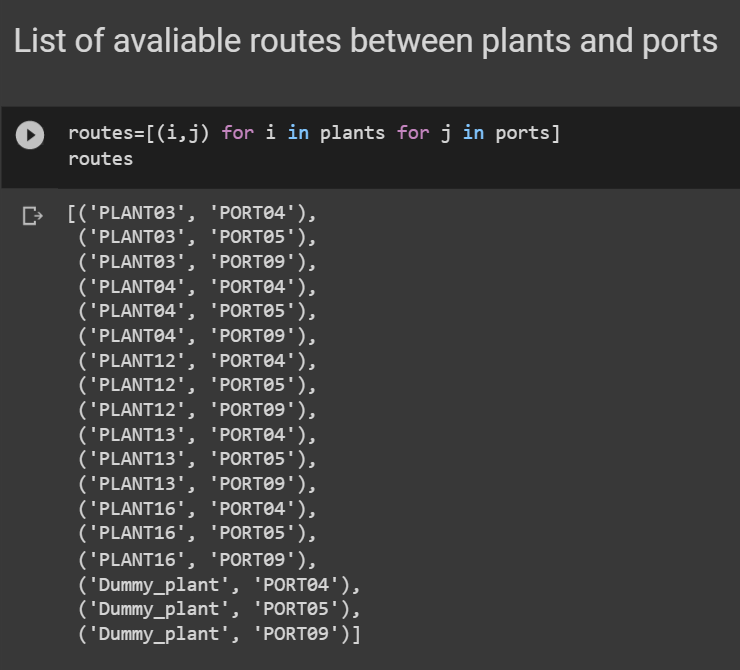 List of avaliable routes between plants and ports
routes=[(i,j) for i in plants for j in ports]
routes
[('PLANT03', 'PORT04'),
('PLANT03', 'PORT05'),
('PLANT03', 'PORT09'),
('PLANT04', 'PORT04'),
('PLANT04', 'PORT05'),
('PLANT04', 'PORT09'),
('PLANT12', 'PORT04'),
('PLANT12', 'PORT05'),
('PLANT12', 'PORT09'),
('PLANT13', 'PORT04'),
('PLANT13', 'PORT05'),
('PLANT13', 'PORT09'),
('PLANT16', 'PORT04'),
('PLANT16', 'PORT05'),
('PLANT16', 'PORT09'),
('Dummy_plant', 'PORT04'),
('Dummy_plant', 'PORT05'),
('Dummy_plant', 'PORT09')]